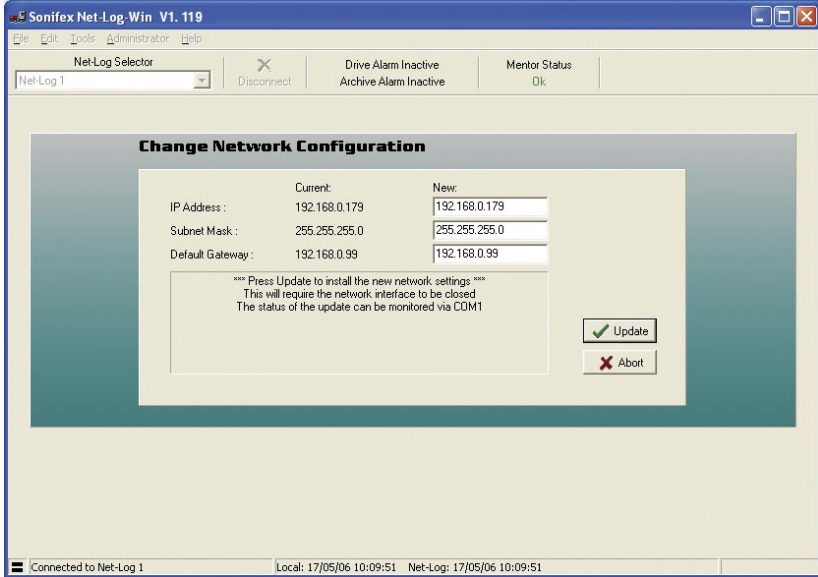 Sonifex Net-Log-Win V1. 119
File Edit Tools Administrator Help
Net-Log Selector
Net-Log 1
Disconnect
Drive Alarm Inactive
Archive Alarm Inactive
Mentor Status
Ok
Change Network Configuration
Current: New:
IP Address : 192.168.0.179 192.168.0.179
Subnet Mask : 255.255.255.0 255.255.255.0
Default Gateway : 192.168.0.99 192.168.0.99
*** Press Update to install the new network settings ***
This will require the network interface to be closed
The status of the update can be monitored via COM1
Update
Abort
Connected to Net-Log 1 Local: 17/05/06 10:09:51 Net-Log: 17/05/06 10:09:51